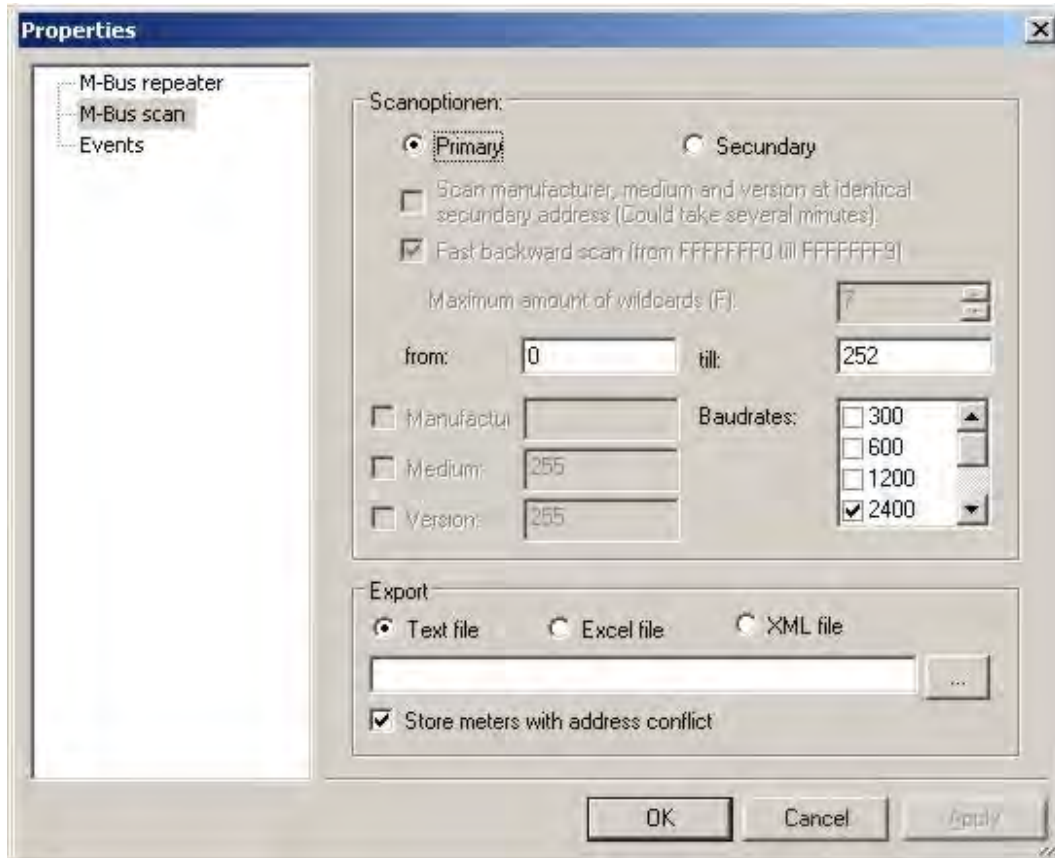 Properties
M-Bus repeater
M-Bus scan
Events
Scanoptionen:
Primary
Secundary
Scan manufacturer, medium and version at identical
secundary address (Could take several minutes).
Fast backward scan (from FFFFFFF0 till FFFFFFF9)
Maximum amount of wildcards (F):
7
from:
0
till:
252
Manufactur
Baudrates:
300
600
1200
2400
Medium:
255
Version:
255
Export
Text file
Excel file
XML file
...
Store meters with address conflict
OK
Cancel
Apply